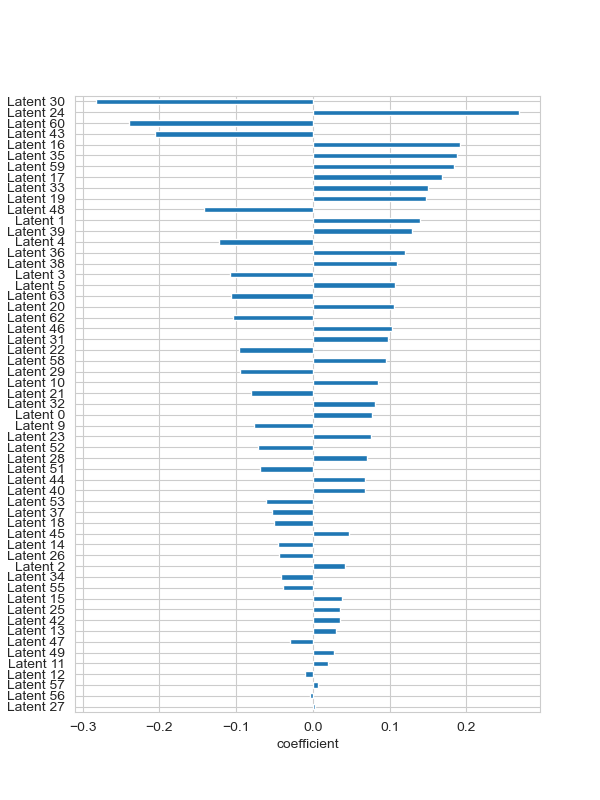 Latent 30
Latent 24
Latent 60
Latent 43
Latent 16
Latent 35
Latent 59
Latent 17
Latent 33
Latent 19
Latent 48
Latent 1
Latent 39
Latent 4
Latent 36
Latent 38
Latent 3
Latent 5
Latent 63
Latent 20
Latent 62
Latent 46
Latent 31
Latent 22
Latent 58
Latent 29
Latent 10
Latent 21
Latent 32
Latent 0
Latent 9
Latent 23
Latent 52
Latent 28
Latent 51
Latent 44
Latent 40
Latent 53
Latent 37
Latent 18
Latent 45
Latent 14
Latent 26
Latent 2
Latent 34
Latent 55
Latent 15
Latent 25
Latent 42
Latent 13
Latent 47
Latent 49
Latent 11
Latent 12
Latent 57
Latent 56
Latent 27
−0.3 −0.2 −0.1 0.0 0.1 0.2
coefficient